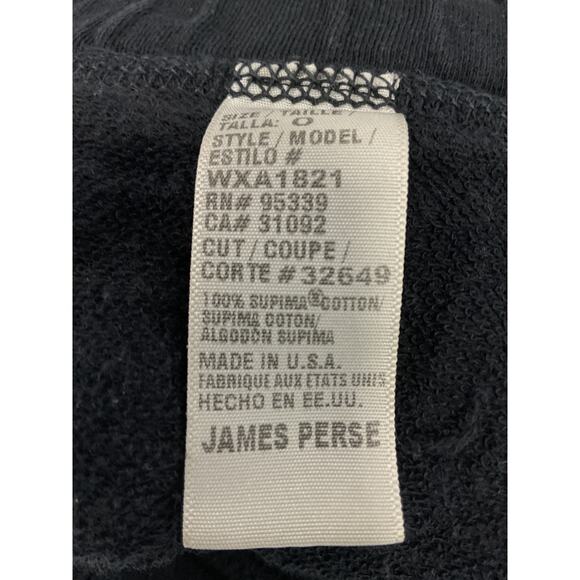 SIZE / TAILLE /
TALLA: 0
STYLE / MODEL /
ESTILO #
WXA1821
RN# 95339
CA# 31092
CUT / COUPE /
CORTE # 32649
100% SUPIMA® COTTON/
SUPIMA COTON/
ALGODON SUPIMA
MADE IN U.S.A.
FABRIQUE AUX ETATS UNIS
HECHO EN EE.UU.
JAMES PERSE